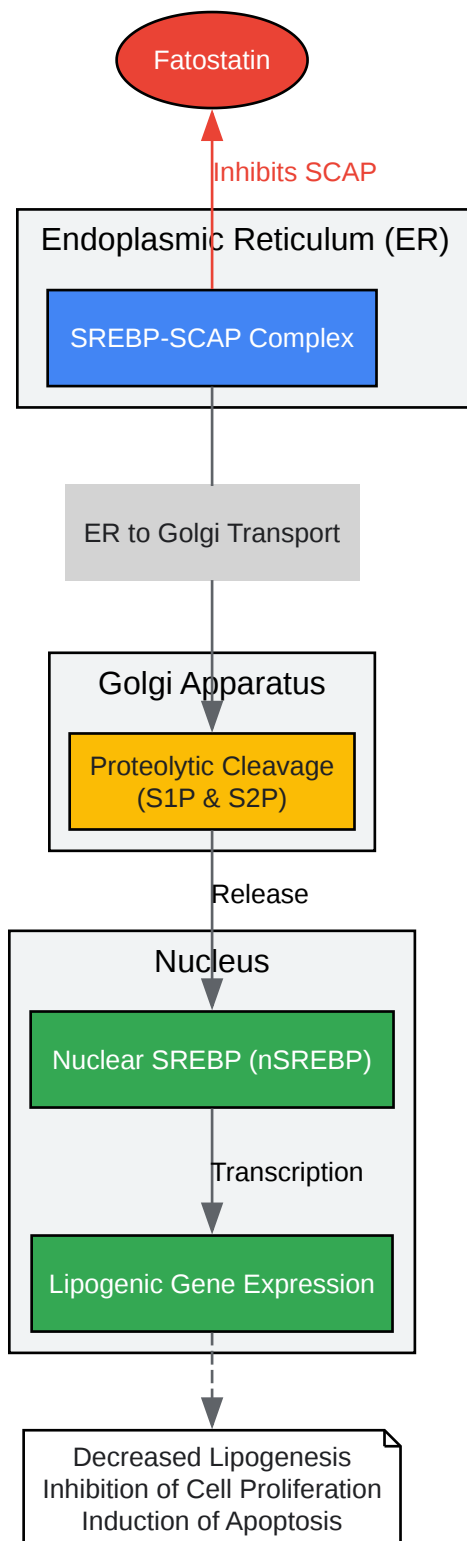 Fatostatin
Inhibits SCAP
Endoplasmic Reticulum (ER)
SREBP-SCAP Complex
ER to Golgi Transport
Golgi Apparatus
Proteolytic Cleavage
(S1P & S2P)
Release
Nucleus
Nuclear SREBP (nSREBP)
Transcription
Lipogenic Gene Expression
Decreased Lipogenesis
Inhibition of Cell Proliferation
Induction of Apoptosis